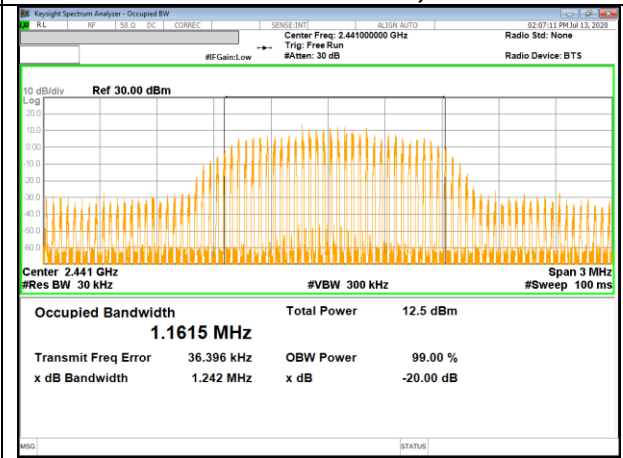 Keysight Spectrum Analyzer - Occupied BW
RL RF 50 Ω DC CORREC SENSE:INT ALIGN AUTO 02:07:11 PM Jul 13, 2020
Center Freq: 2.441000000 GHz Radio Std: None
Trig: Free Run
#IFGain:Low #Atten: 30 dB Radio Device: BTS
10 dB/div Ref 30.00 dBm
Log
20.0
10.0
0.00
-10.0
-20.0
-30.0
-40.0
-50.0
-60.0
Center 2.441 GHz Span 3 MHz
#Res BW 30 kHz #VBW 300 kHz #Sweep 100 ms
Occupied Bandwidth Total Power 12.5 dBm
1.1615 MHz
Transmit Freq Error 36.396 kHz OBW Power 99.00 %
x dB Bandwidth 1.242 MHz x dB -20.00 dB
MSG STATUS